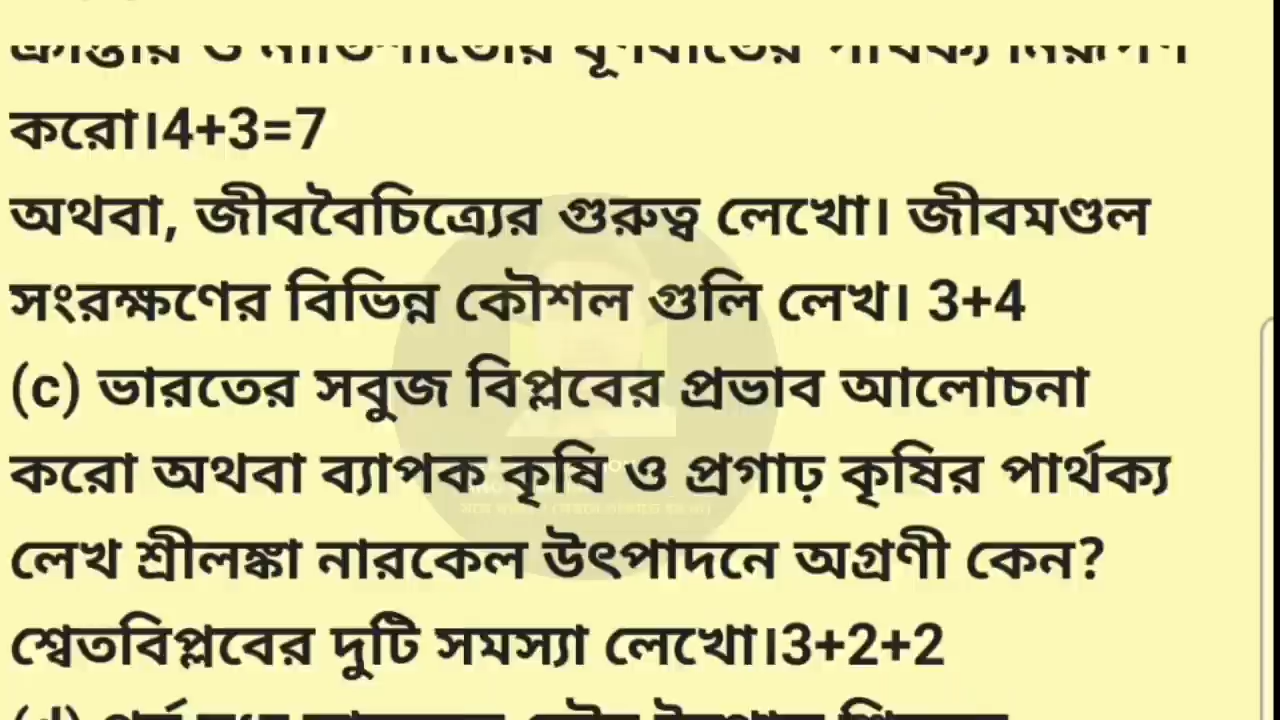 করো।4+3=7
অথবা, জীববৈচিত্র্যের গুরুত্ব লেখো। জীবমণ্ডল
সংরক্ষণের বিভিন্ন কৌশল গুলি লেখ। 3+4
(c) ভারতের সবুজ বিপ্লবের প্রভাব আলোচনা
করো অথবা ব্যাপক কৃষি ও প্রগাঢ় কৃষির পার্থক্য
লেখ শ্রীলঙ্কা নারকেল উৎপাদনে অগ্রণী কেন?
শ্বেতবিপ্লবের দুটি সমস্যা লেখো।3+2+2